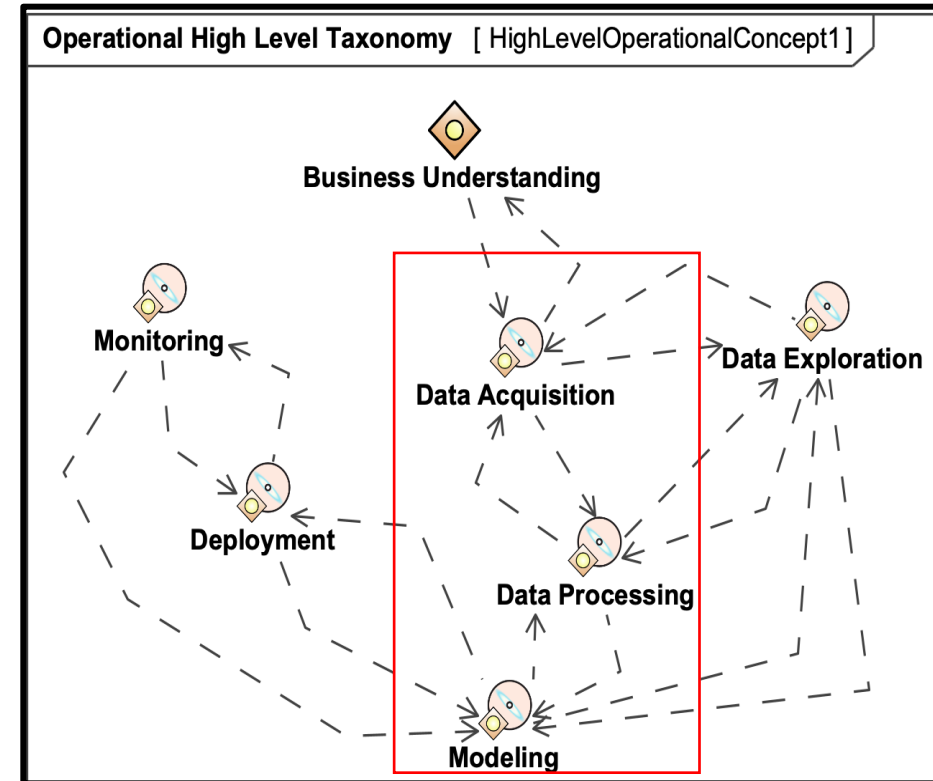 Operational High Level Taxonomy [ HighLevelOperationalConcept1 ]
Business Understanding
Monitoring
Data Exploration
Data Acquisition
Deployment
Data Processing
Modeling